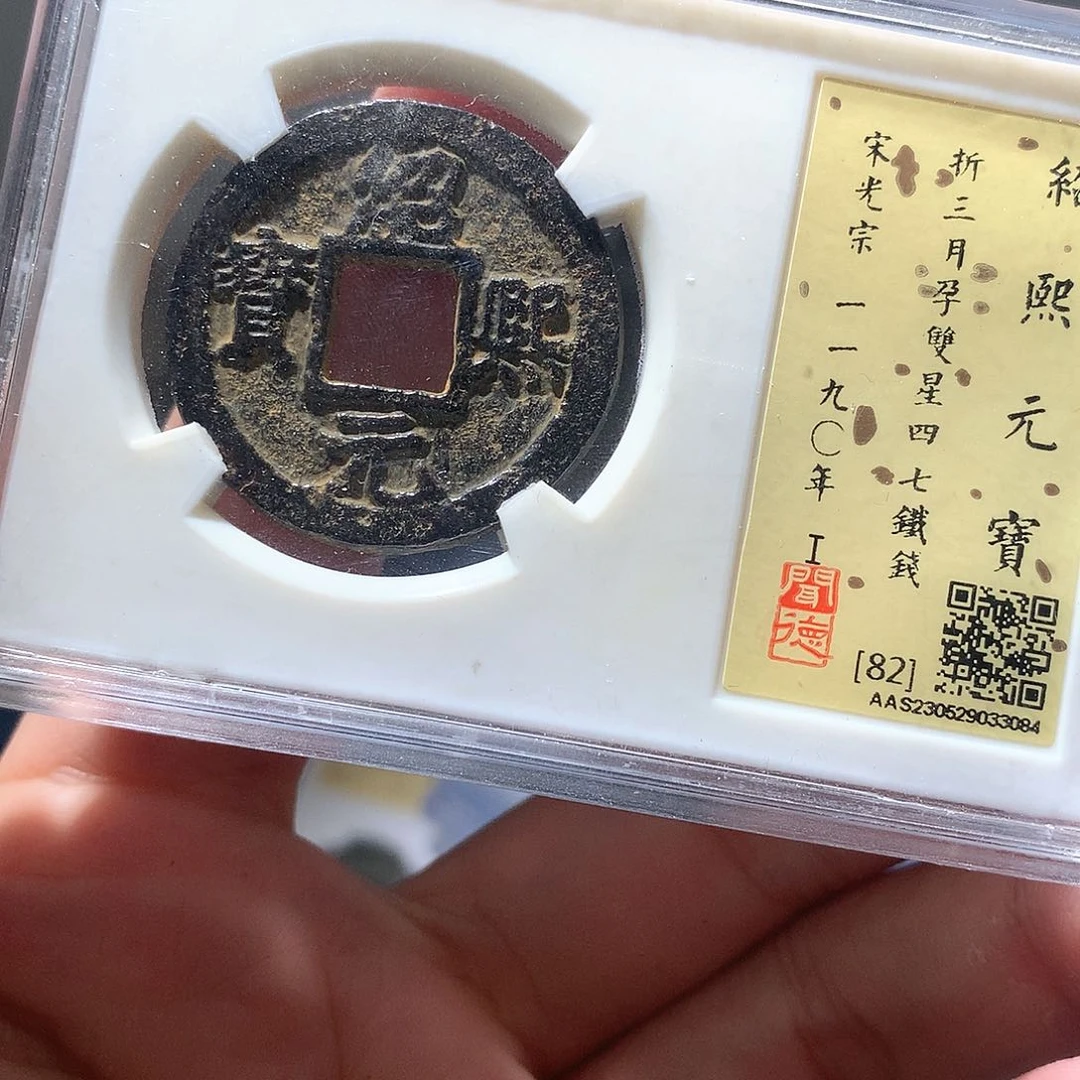 紹熙元寶
紹熙元寶
折三月孕雙星四七鐵錢
宋光宗 一一九〇年 I
聞德
[82]
AAS230529033084